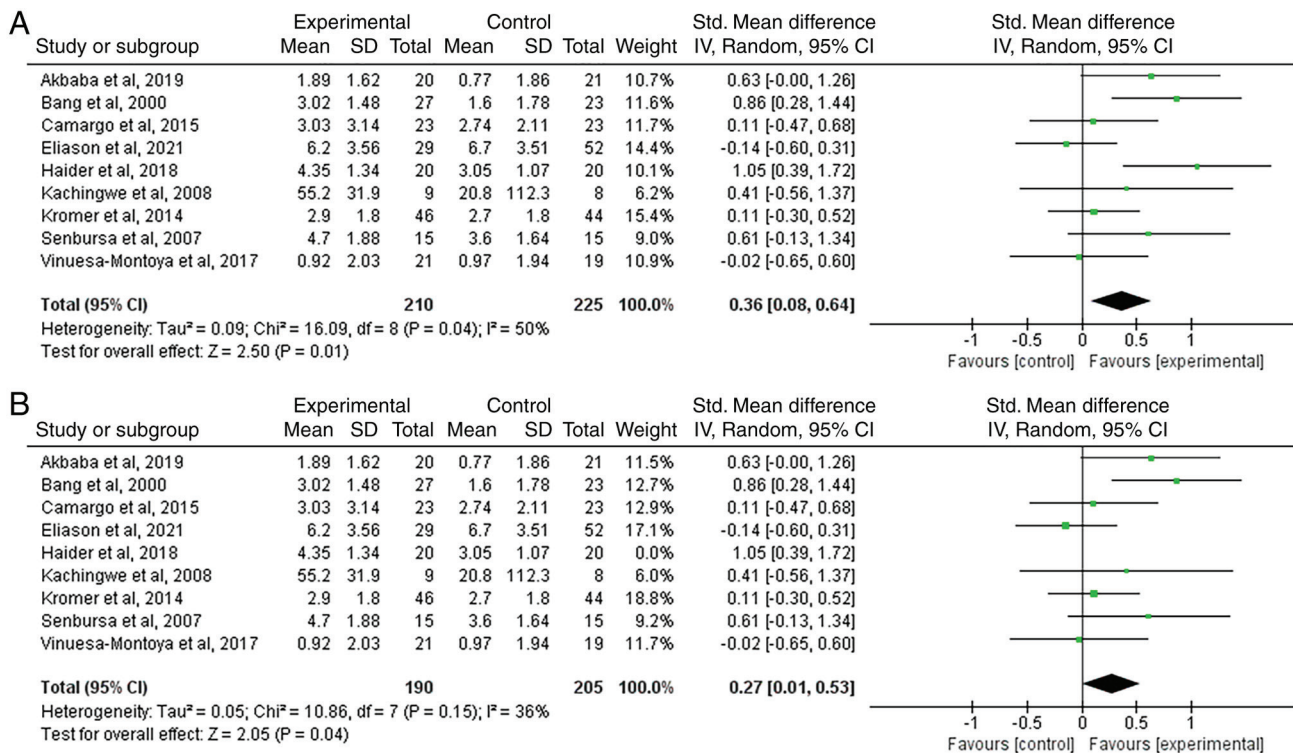 A
Experimental Control Std. Mean difference Std. Mean difference
Study or subgroup Mean SD Total Mean SD Total Weight IV, Random, 95% CI IV, Random, 95% CI
Akbaba et al, 2019 1.89 1.62 20 0.77 1.86 21 10.7% 0.63 [-0.00, 1.26]
Bang et al, 2000 3.02 1.48 27 1.6 1.78 23 11.6% 0.86 [0.28, 1.44]
Camargo et al, 2015 3.03 3.14 23 2.74 2.11 23 11.7% 0.11 [-0.47, 0.68]
Eliason et al, 2021 6.2 3.56 29 6.7 3.51 52 14.4% -0.14 [-0.60, 0.31]
Haider et al, 2018 4.35 1.34 20 3.05 1.07 20 10.1% 1.05 [0.39, 1.72]
Kachingwe et al, 2008 55.2 31.9 9 20.8 112.3 8 6.2% 0.41 [-0.56, 1.37]
Kromer et al, 2014 2.9 1.8 46 2.7 1.8 44 15.4% 0.11 [-0.30, 0.52]
Senbursa et al, 2007 4.7 1.88 15 3.6 1.64 15 9.0% 0.61 [-0.13, 1.34]
Vinuesa-Montoya et al, 2017 0.92 2.03 21 0.97 1.94 19 10.9% -0.02 [-0.65, 0.60]
Total (95% CI) 210 225 100.0% 0.36 [0.08, 0.64]
Heterogeneity: Tau² = 0.09; Chi² = 16.09, df = 8 (P = 0.04); I² = 50%
Test for overall effect: Z = 2.50 (P = 0.01)
-1 -0.5 0 0.5 1
Favours [control] Favours [experimental]
B
Experimental Control Std. Mean difference Std. Mean difference
Study or subgroup Mean SD Total Mean SD Total Weight IV, Random, 95% CI IV, Random, 95% CI
Akbaba et al, 2019 1.89 1.62 20 0.77 1.86 21 11.5% 0.63 [-0.00, 1.26]
Bang et al, 2000 3.02 1.48 27 1.6 1.78 23 12.7% 0.86 [0.28, 1.44]
Camargo et al, 2015 3.03 3.14 23 2.74 2.11 23 12.9% 0.11 [-0.47, 0.68]
Eliason et al, 2021 6.2 3.56 29 6.7 3.51 52 17.1% -0.14 [-0.60, 0.31]
Haider et al, 2018 4.35 1.34 20 3.05 1.07 20 0.0% 1.05 [0.39, 1.72]
Kachingwe et al, 2008 55.2 31.9 9 20.8 112.3 8 6.0% 0.41 [-0.56, 1.37]
Kromer et al, 2014 2.9 1.8 46 2.7 1.8 44 18.8% 0.11 [-0.30, 0.52]
Senbursa et al, 2007 4.7 1.88 15 3.6 1.64 15 9.2% 0.61 [-0.13, 1.34]
Vinuesa-Montoya et al, 2017 0.92 2.03 21 0.97 1.94 19 11.7% -0.02 [-0.65, 0.60]
Total (95% CI) 190 205 100.0% 0.27 [0.01, 0.53]
Heterogeneity: Tau² = 0.05; Chi² = 10.86, df = 7 (P = 0.15); I² = 36%
Test for overall effect: Z = 2.05 (P = 0.04)
-1 -0.5 0 0.5 1
Favours [control] Favours [experimental]